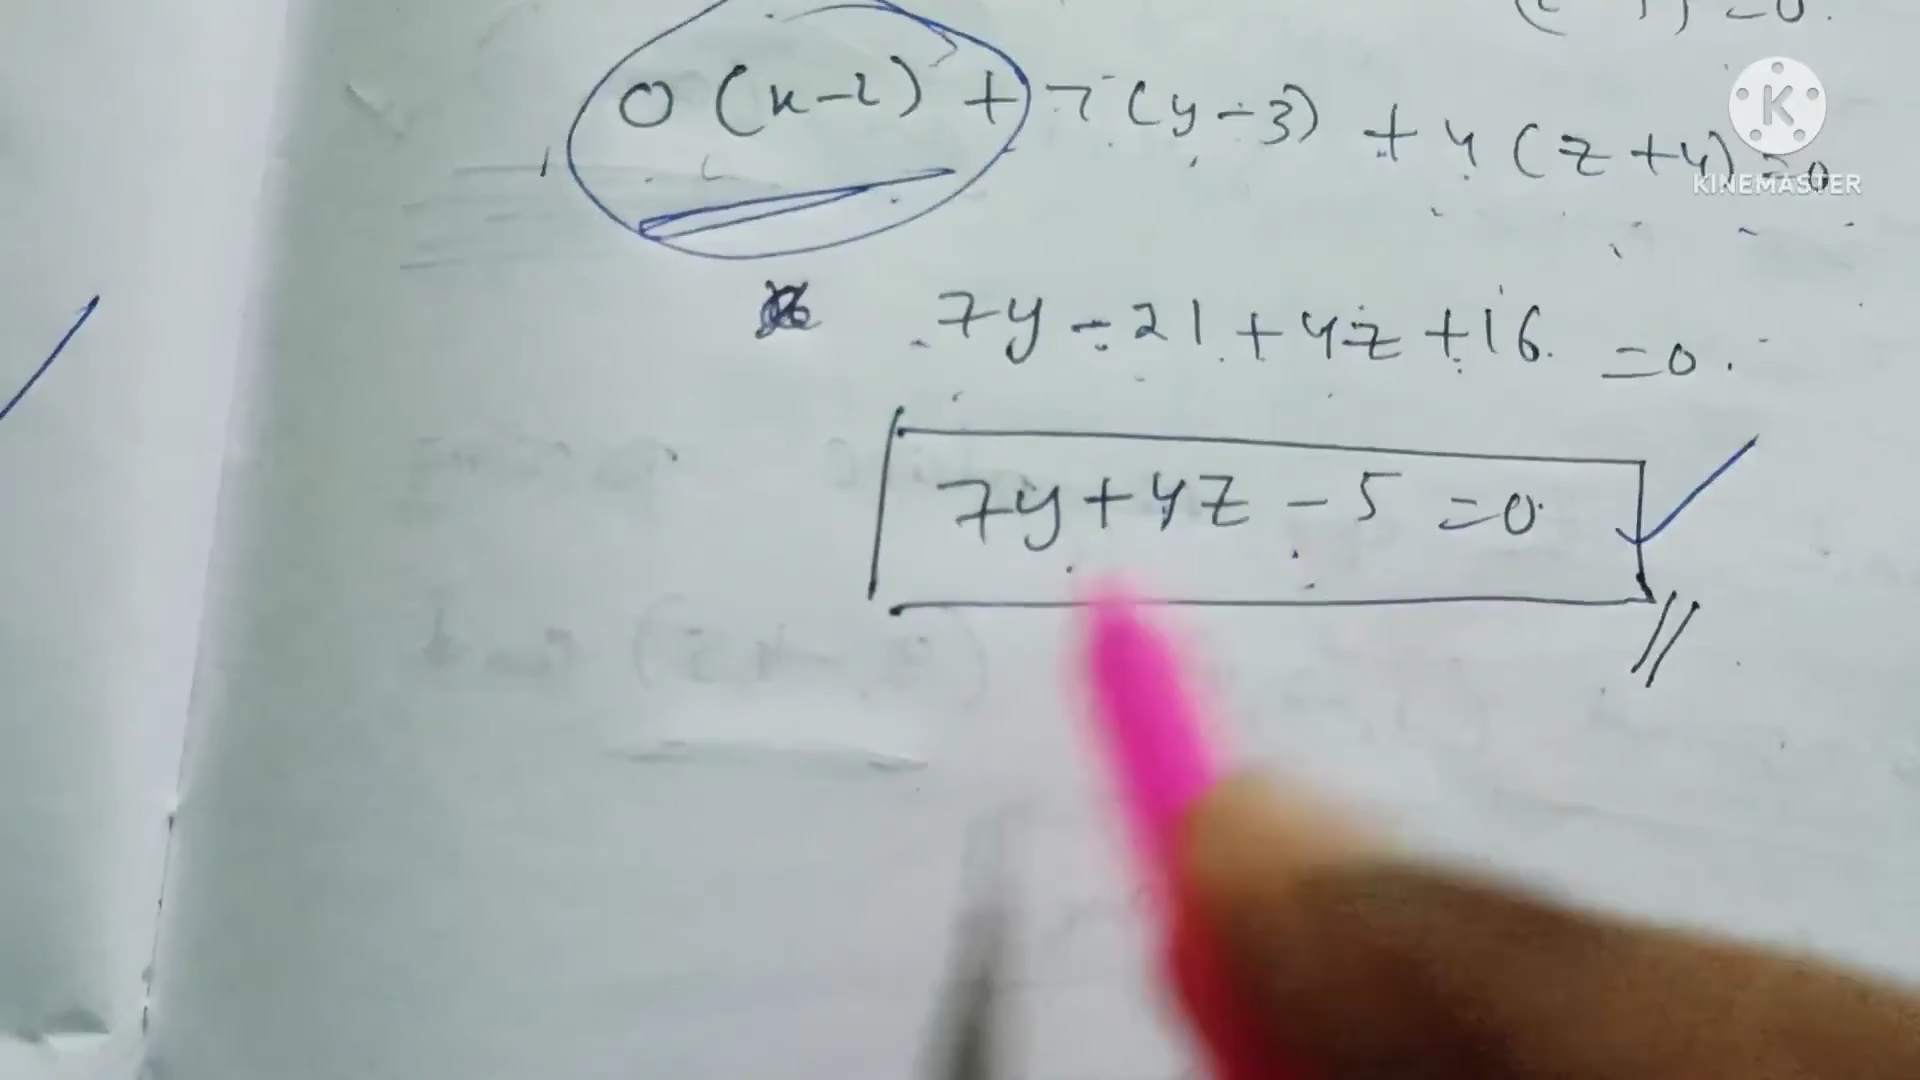 0 (x-2) + 7 (y-3) + 4 (z+4) = 0
7y - 21 + 4z + 16 = 0.
7y + 4z - 5 = 0.
K
KINEMASTER